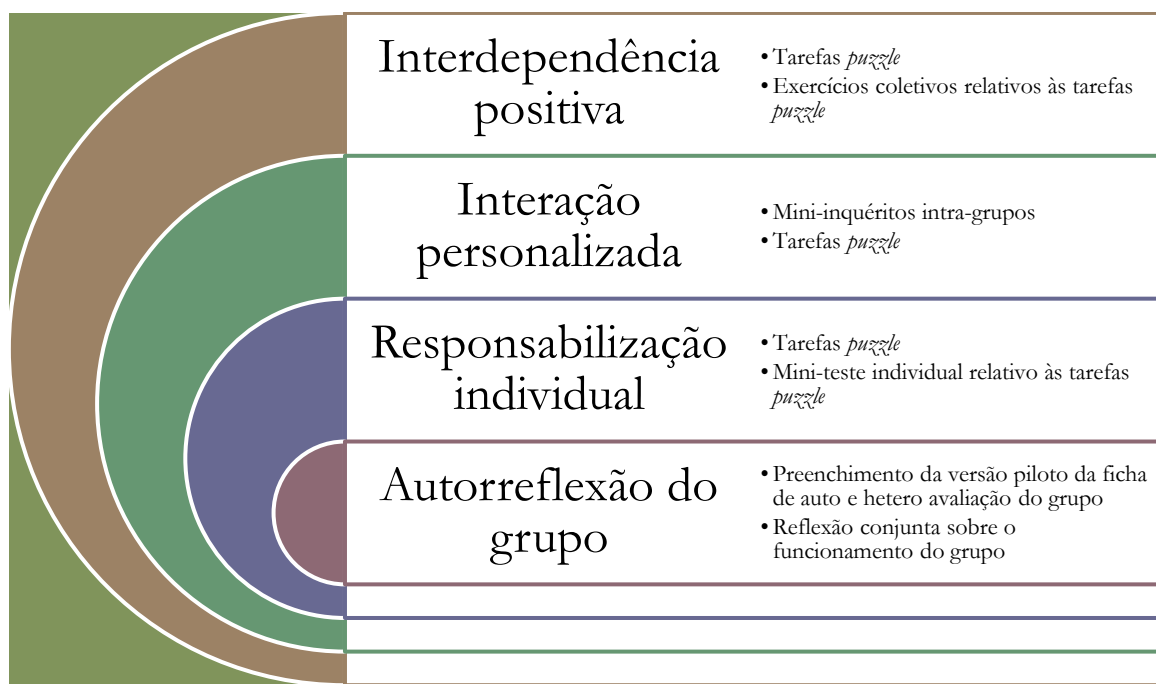 Interdependência
positiva
• Tarefas puzzle
• Exercícios coletivos relativos às tarefas
puzzle
Interação
personalizada
• Mini-inquéritos intra-grupos
• Tarefas puzzle
Responsabilização
individual
• Tarefas puzzle
• Mini-teste individual relativo às tarefas
puzzle
Autorreflexão do
grupo
• Preenchimento da versão piloto da ficha
de auto e hetero avaliação do grupo
• Reflexão conjunta sobre o
funcionamento do grupo